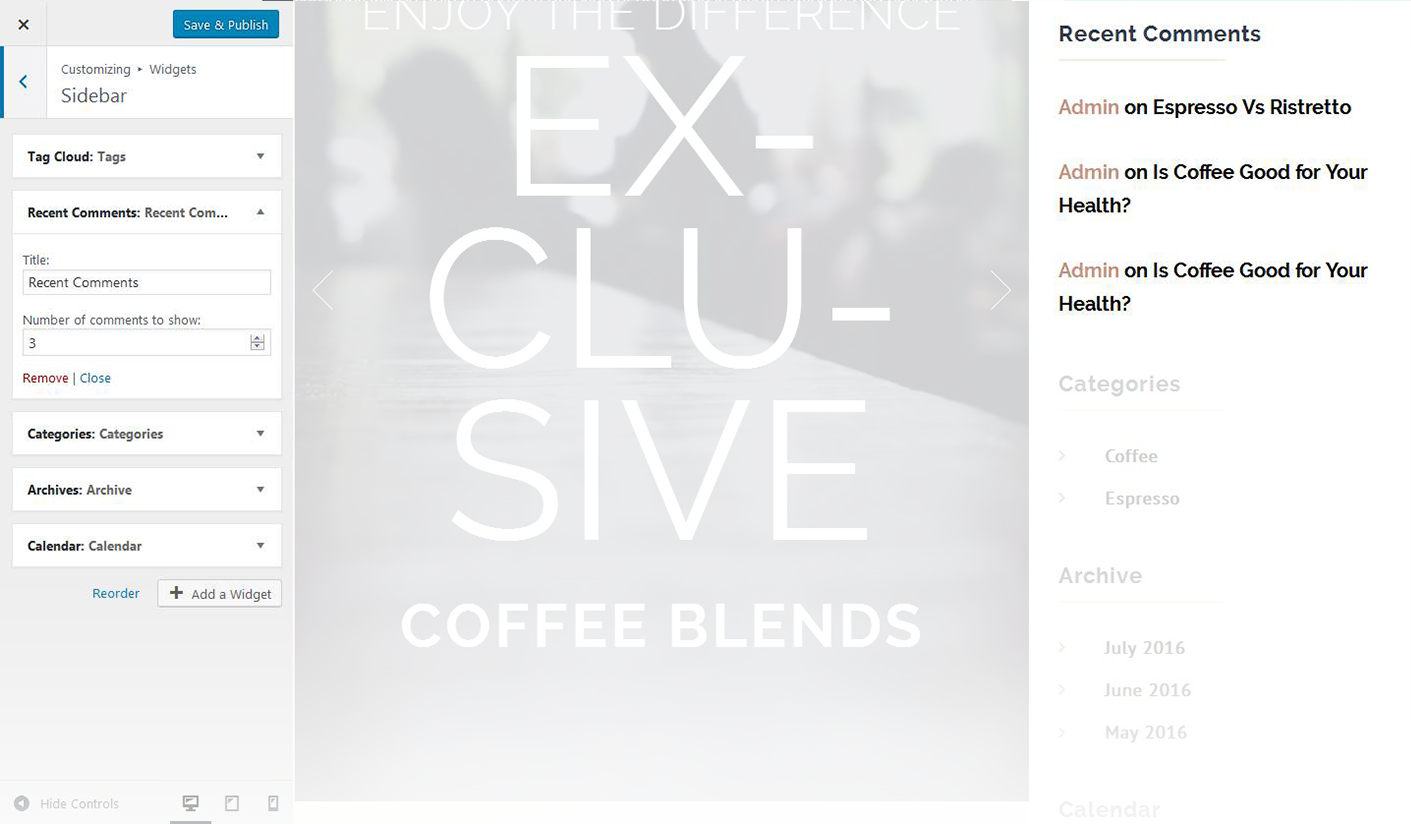 Save & Publish
Customizing ▸ Widgets
Sidebar
Tag Cloud: Tags
Recent Comments: Recent Com...
Title:
Recent Comments
Number of comments to show:
3
Remove | Close
Categories: Categories
Archives: Archive
Calendar: Calendar
Reorder
Add a Widget
Hide Controls
ENJOY THE DIFFERENCE
EX-
CLU-
SIVE
COFFEE BLENDS
Recent Comments
Admin on Espresso Vs Ristretto
Admin on Is Coffee Good for Your
Health?
Admin on Is Coffee Good for Your
Health?
Categories
Coffee
Espresso
Archive
July 2016
June 2016
May 2016
Calendar